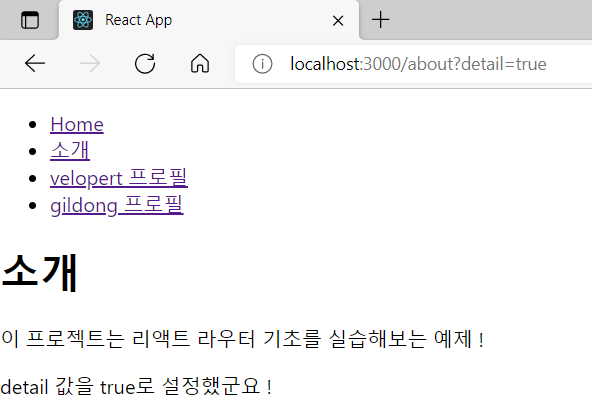 React App
localhost:3000/about?detail=true
Home
소개
velopert 프로필
gildong 프로필
소개
이 프로젝트는 리액트 라우터 기초를 실습해보는 예제 !
detail 값을 true로 설정했군요 !